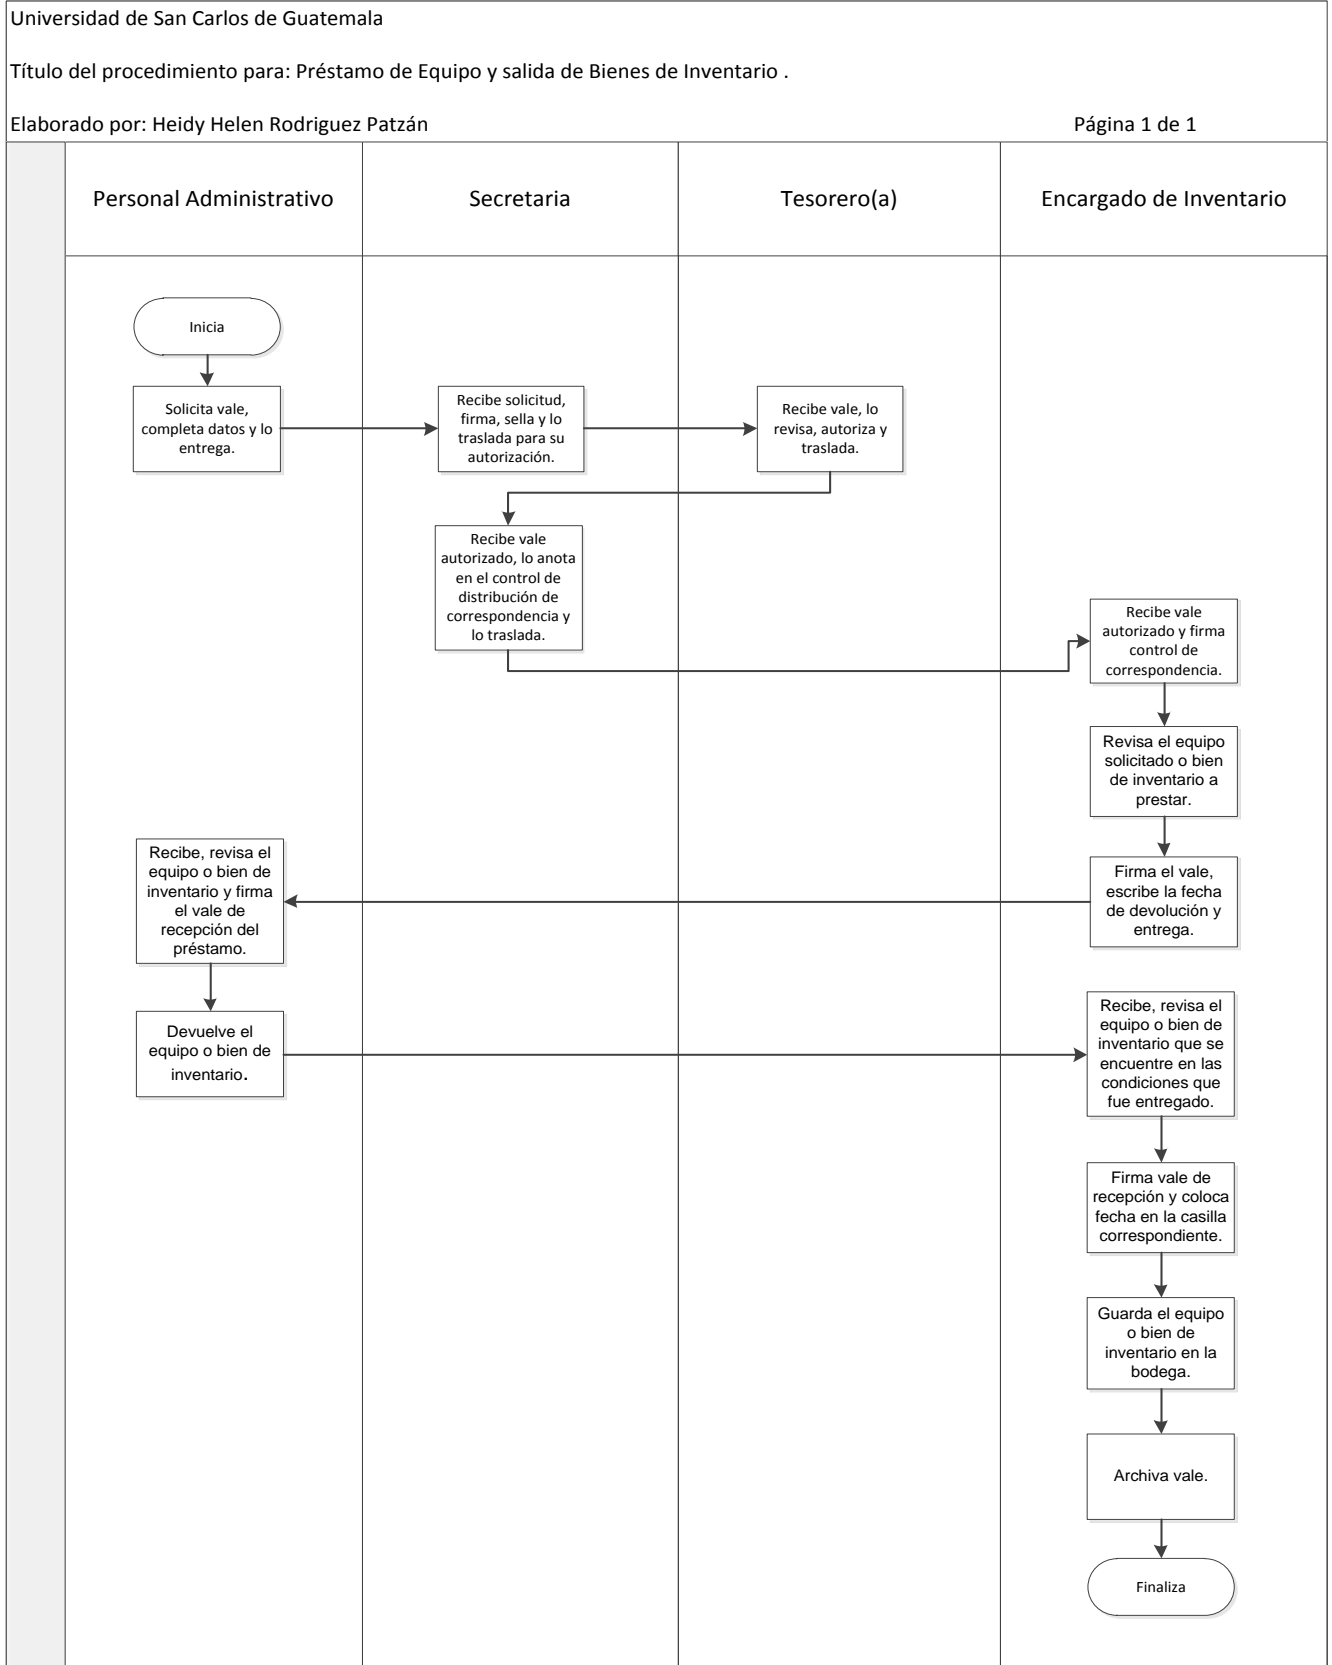 Universidad de San Carlos de Guatemala
Título del procedimiento para: Préstamo de Equipo y salida de Bienes de Inventario .
Elaborado por: Heidy Helen Rodriguez Patzán
Página 1 de 1
Personal Administrativo
Secretaria
Tesorero(a)
Encargado de Inventario
Inicia
Solicita vale,
completa datos y lo
entrega.
Recibe solicitud,
firma, sella y lo
traslada para su
autorización.
Recibe vale, lo
revisa, autoriza y
traslada.
Recibe vale
autorizado, lo anota
en el control de
distribución de
correspondencia y
lo traslada.
Recibe vale
autorizado y firma
control de
correspondencia.
Revisa el equipo
solicitado o bien
de inventario a
prestar.
Firma el vale,
escribe la fecha
de devolución y
entrega.
Recibe, revisa el
equipo o bien de
inventario y firma
el vale de
recepción del
préstamo.
Devuelve el
equipo o bien de
inventario.
Recibe, revisa el
equipo o bien de
inventario que se
encuentre en las
condiciones que
fue entregado.
Firma vale de
recepción y coloca
fecha en la casilla
correspondiente.
Guarda el equipo
o bien de
inventario en la
bodega.
Archiva vale.
Finaliza